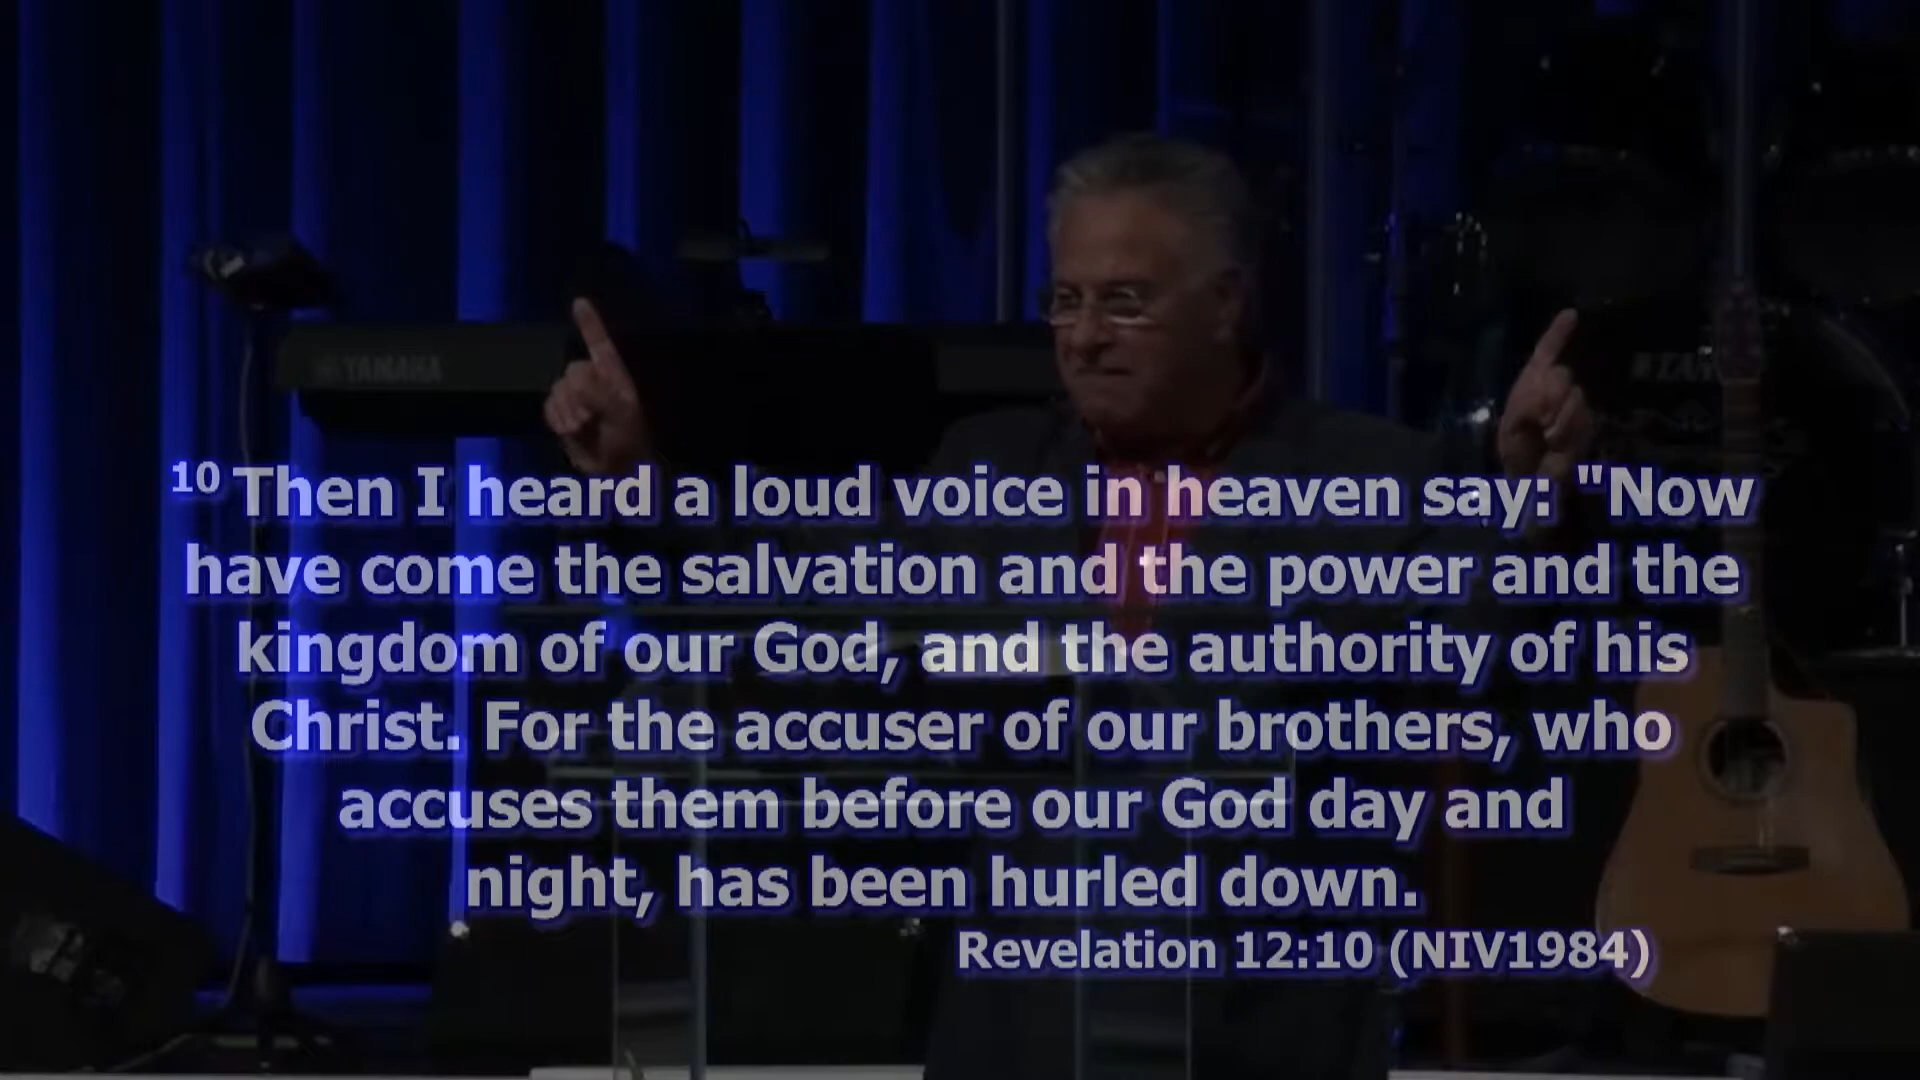 YAMAHA
10 Then I heard a loud voice in heaven say: "Now
have come the salvation and the power and the
kingdom of our God, and the authority of his
Christ. For the accuser of our brothers, who
accuses them before our God day and
night, has been hurled down.
Revelation 12:10 (NIV1984)